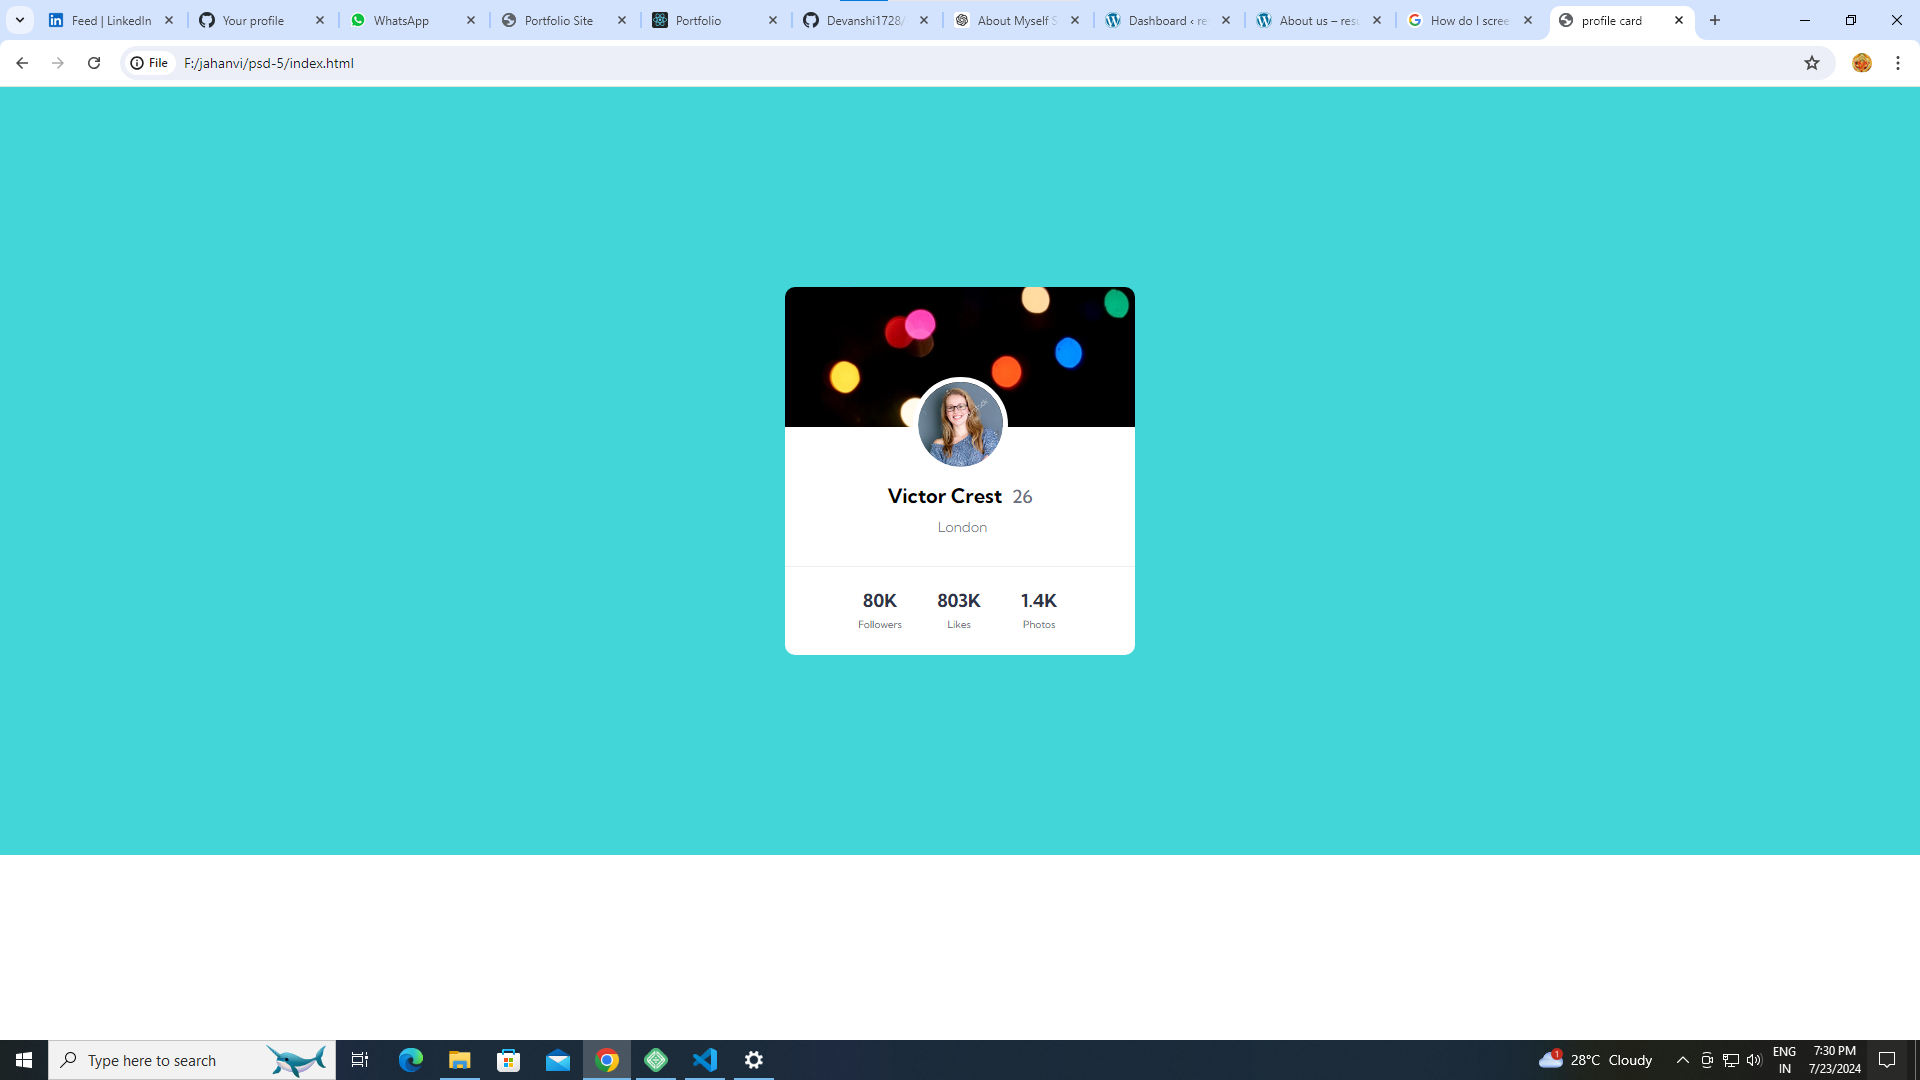 Feed | LinkedIn
Your profile
WhatsApp
Portfolio Site
Portfolio
Devanshi1728/
About Myself S
Dashboard ‹ re
About us – resu
How do I scree
profile card
File F:/jahanvi/psd-5/index.html
Victor Crest 26
London
80K 803K 1.4K
Followers Likes Photos
Type here to search
1
28°C Cloudy
ENG
IN
7:30 PM
7/23/2024